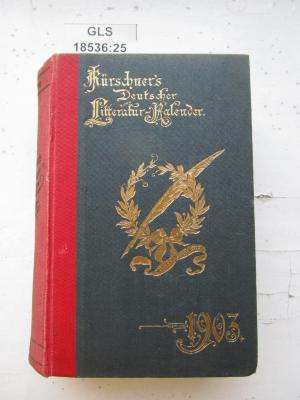 GLS
18536:25
Kürschner's
Deutscher
Litteratur-Kalender.
1903.